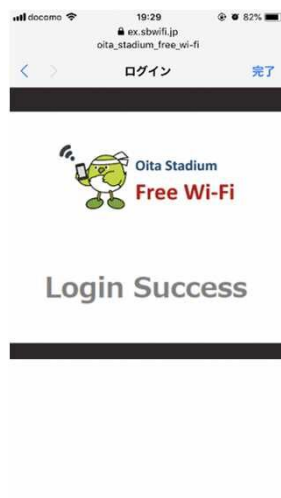 docomo 19:29 82%
ex.sbwifi.jp
oita_stadium_free_wi-fi
ログイン 完了
Oita Stadium
Free Wi-Fi
Login Success